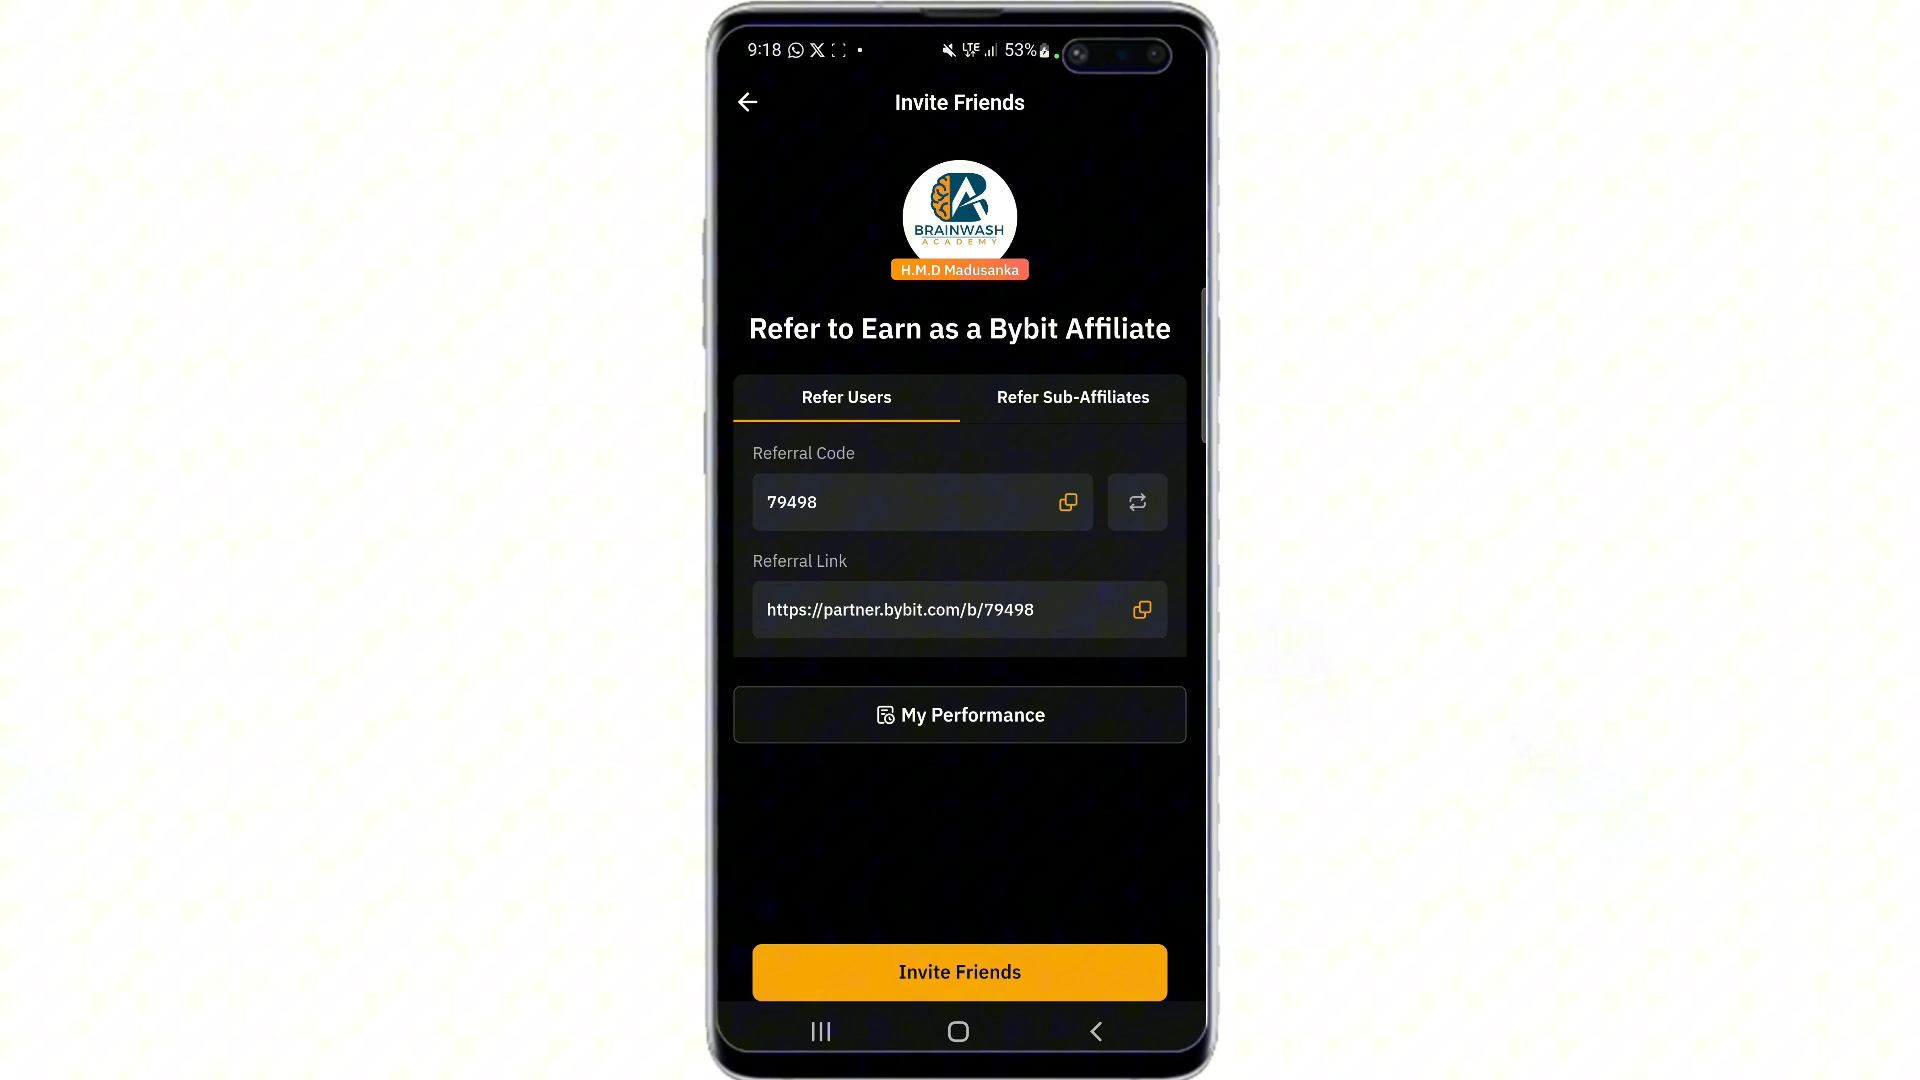 9:18
LTE
53%
Invite Friends
BRAINWASH
ACADEMY
H.M.D Madusanka
Refer to Earn as a Bybit Affiliate
Refer Users
Refer Sub-Affiliates
Referral Code
79498
Referral Link
https://partner.bybit.com/b/79498
My Performance
Invite Friends